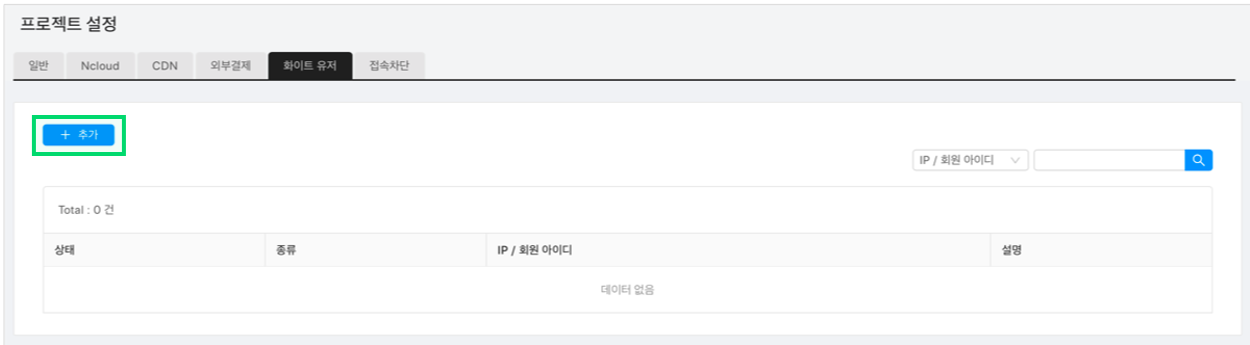 프로젝트 설정
일반 Ncloud CDN 외부결제 화이트 유저 접속차단
+ 추가
IP / 회원 아이디
Total : 0 건
상태 종류 IP / 회원 아이디 설명
데이터 없음